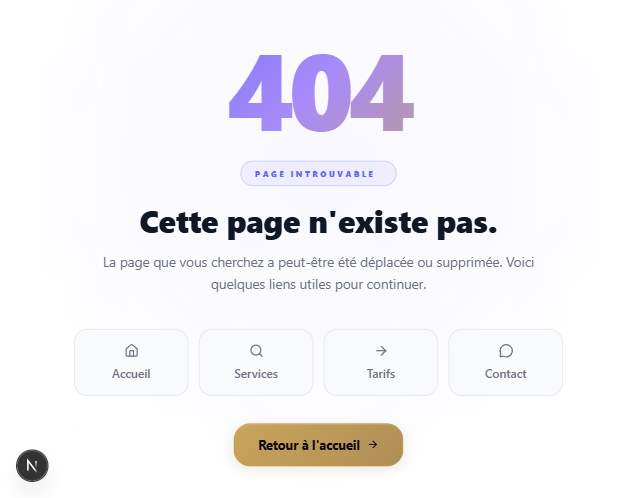 404
PAGE INTROUVABLE
Cette page n'existe pas.
La page que vous cherchez a peut-être été déplacée ou supprimée. Voici
quelques liens utiles pour continuer.
Accueil
Services
Tarifs
Contact
Retour à l'accueil →
N